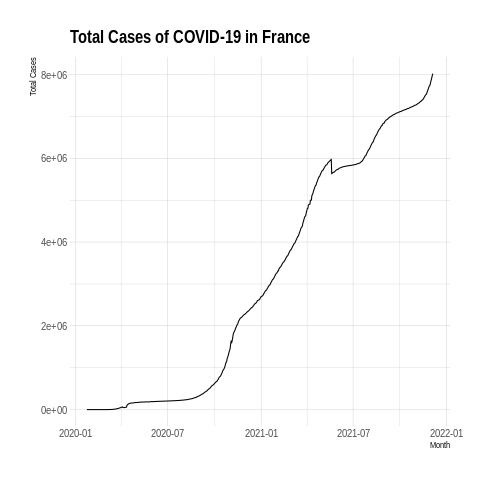 Total Cases of COVID-19 in France
Total Cases
8e+06
6e+06
4e+06
2e+06
0e+00
2020-01 2020-07 2021-01 2021-07 2022-01
Month